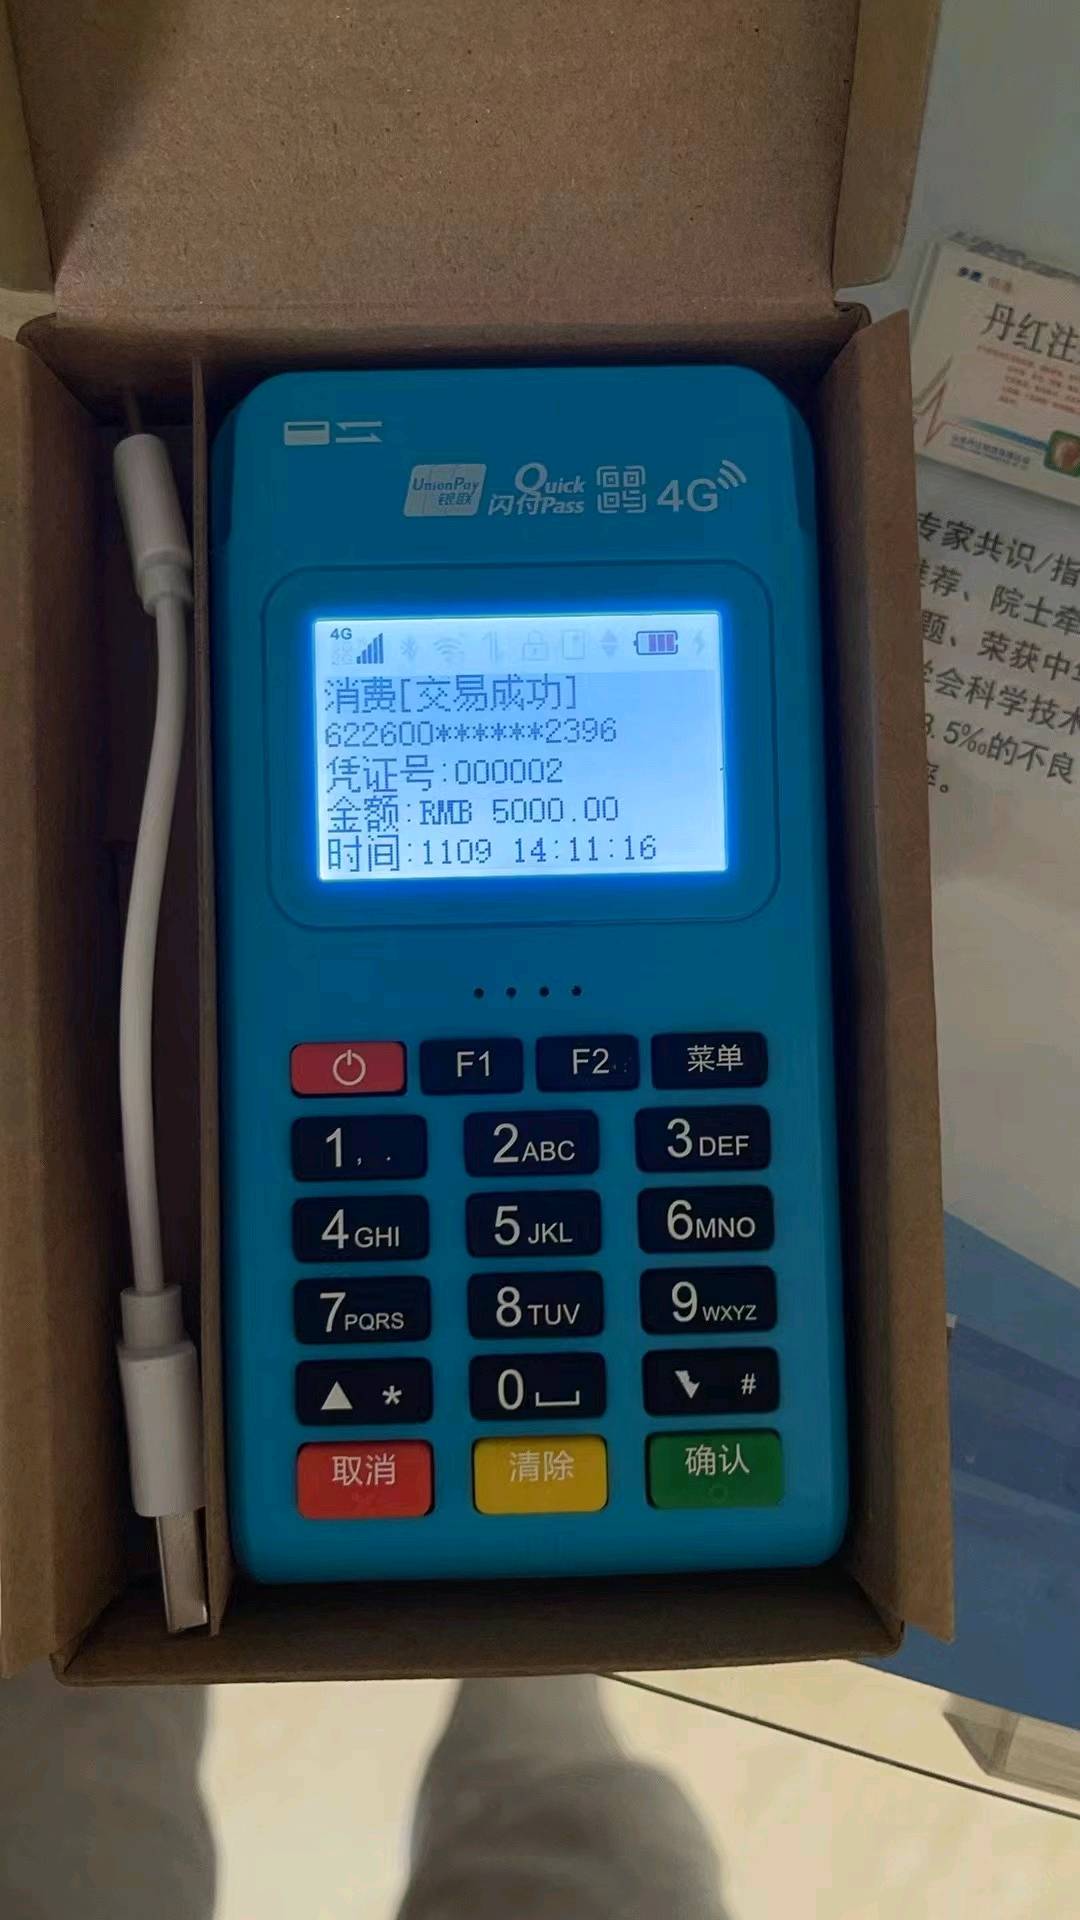 UnionPay
银联
Quick
闪付Pass
4G
4G
消费[交易成功]
622600******2396
凭证号:000002
金额:RMB 5000.00
时间:1109 14:11:16
F1
F2
菜单
1, .
2ABC
3DEF
4GHI
5JKL
6MNO
7PQRS
8TUV
9WXYZ
*
0
#
取消
清除
确认
丹红注
专家共识/指
荐、院士牵
题、荣获中
会科学技术
.5‰的不良